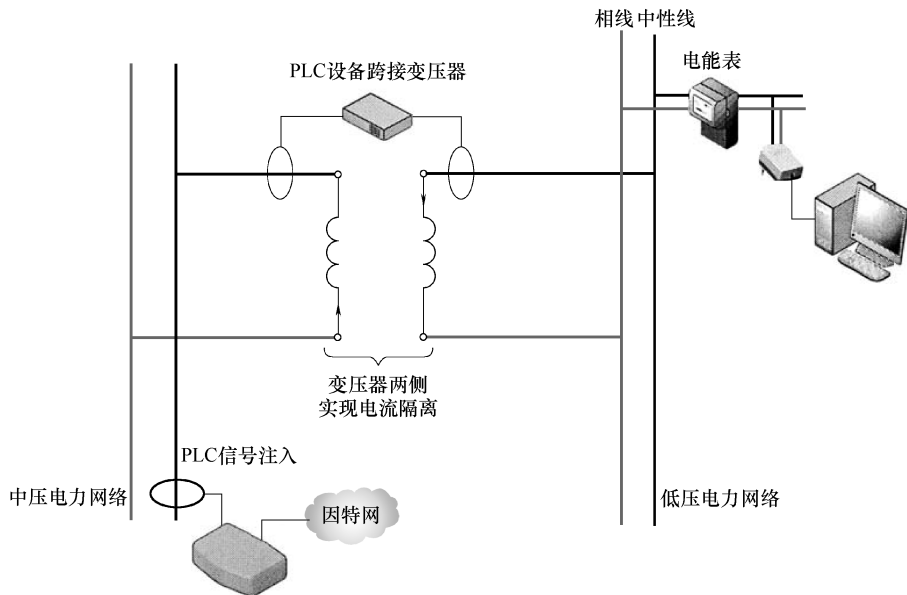 相线 中性线
电能表
PLC设备跨接变压器
变压器两侧
实现电流隔离
PLC信号注入
中压电力网络
因特网
低压电力网络